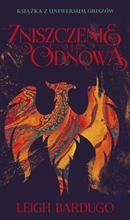 KSIĄŻKA Z UNIWERSUM GRISZÓW
ZNISZCZENIE
I
ODNOWA
LEIGH BARDUGO